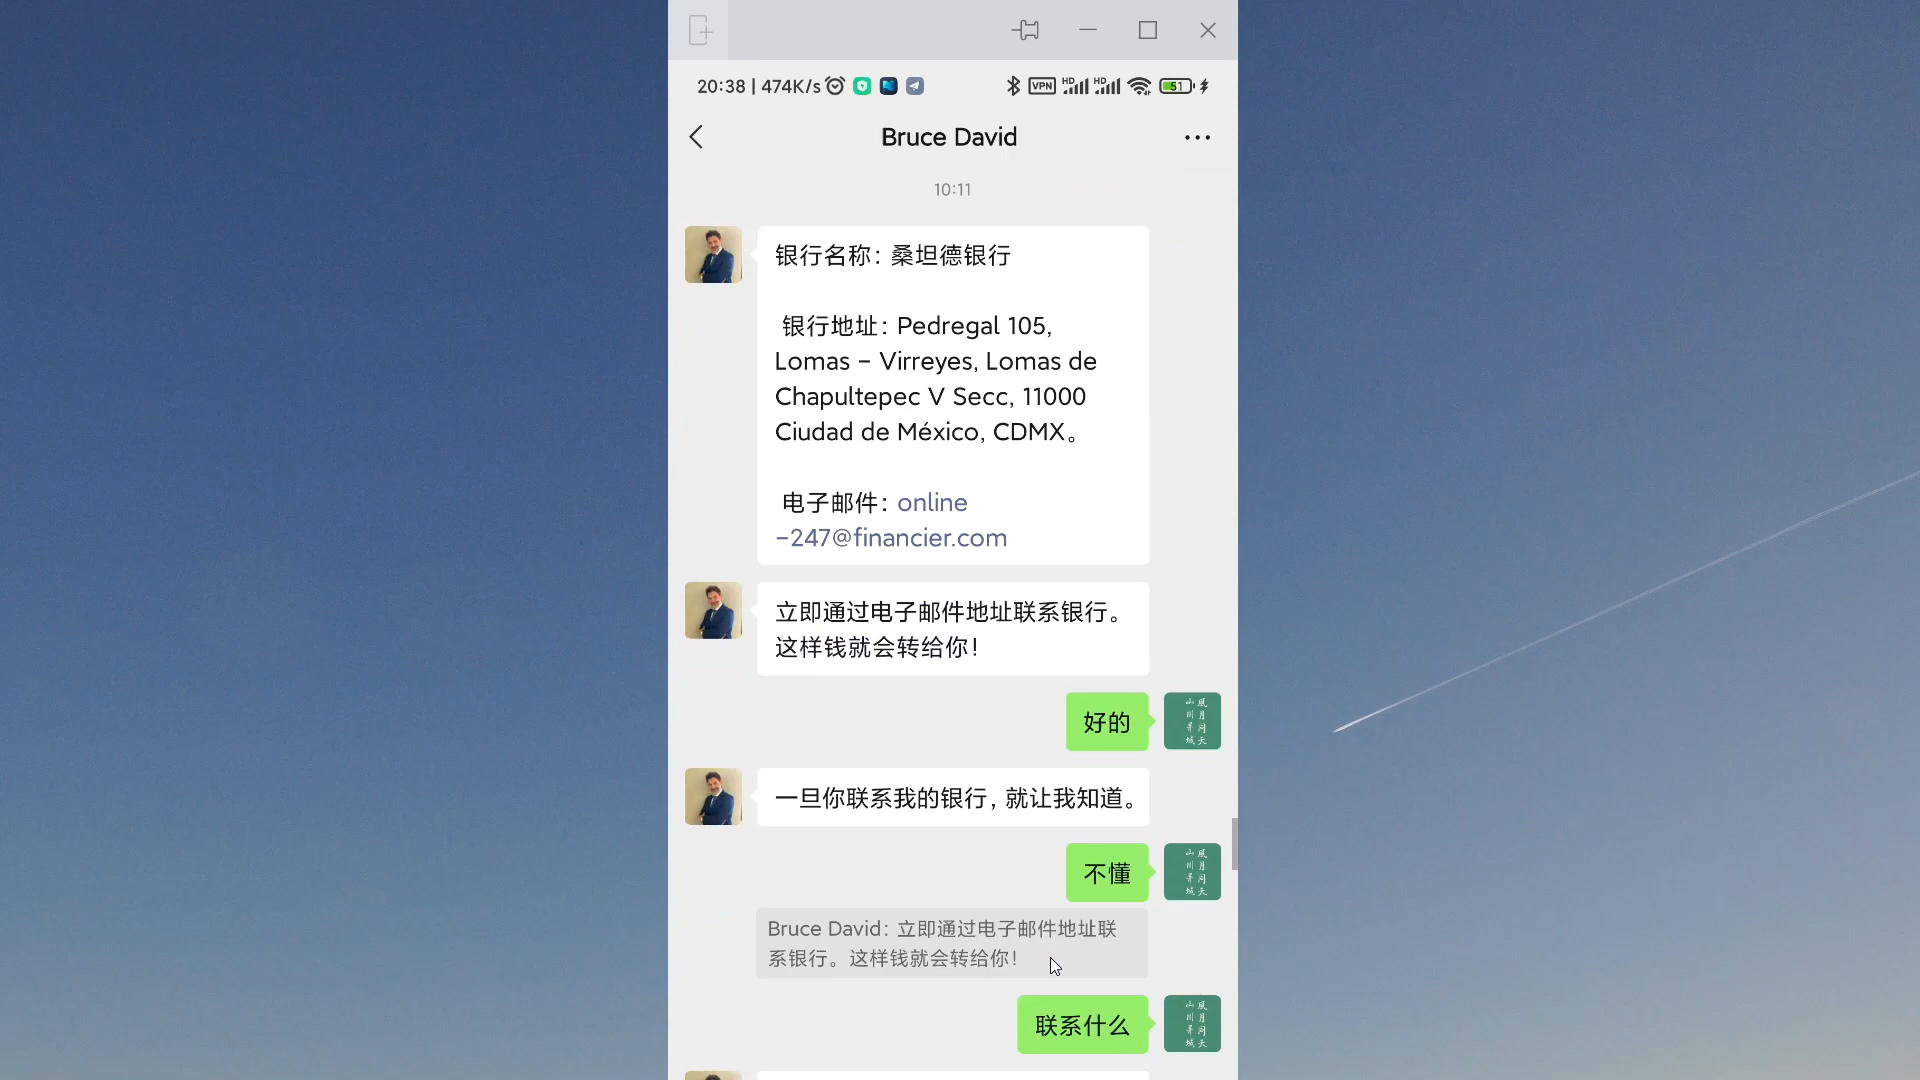 20:38 | 474K/s
VPN HD HD 51
Bruce David
10:11
银行名称：桑坦德银行
银行地址：Pedregal 105,
Lomas - Virreyes, Lomas de
Chapultepec V Secc, 11000
Ciudad de México, CDMX。
电子邮件：online
-247@financier.com
立即通过电子邮件地址联系银行。
这样钱就会转给你！
好的
一旦你联系我的银行，就让我知道。
不懂
Bruce David：立即通过电子邮件地址联
系银行。这样钱就会转给你！
联系什么